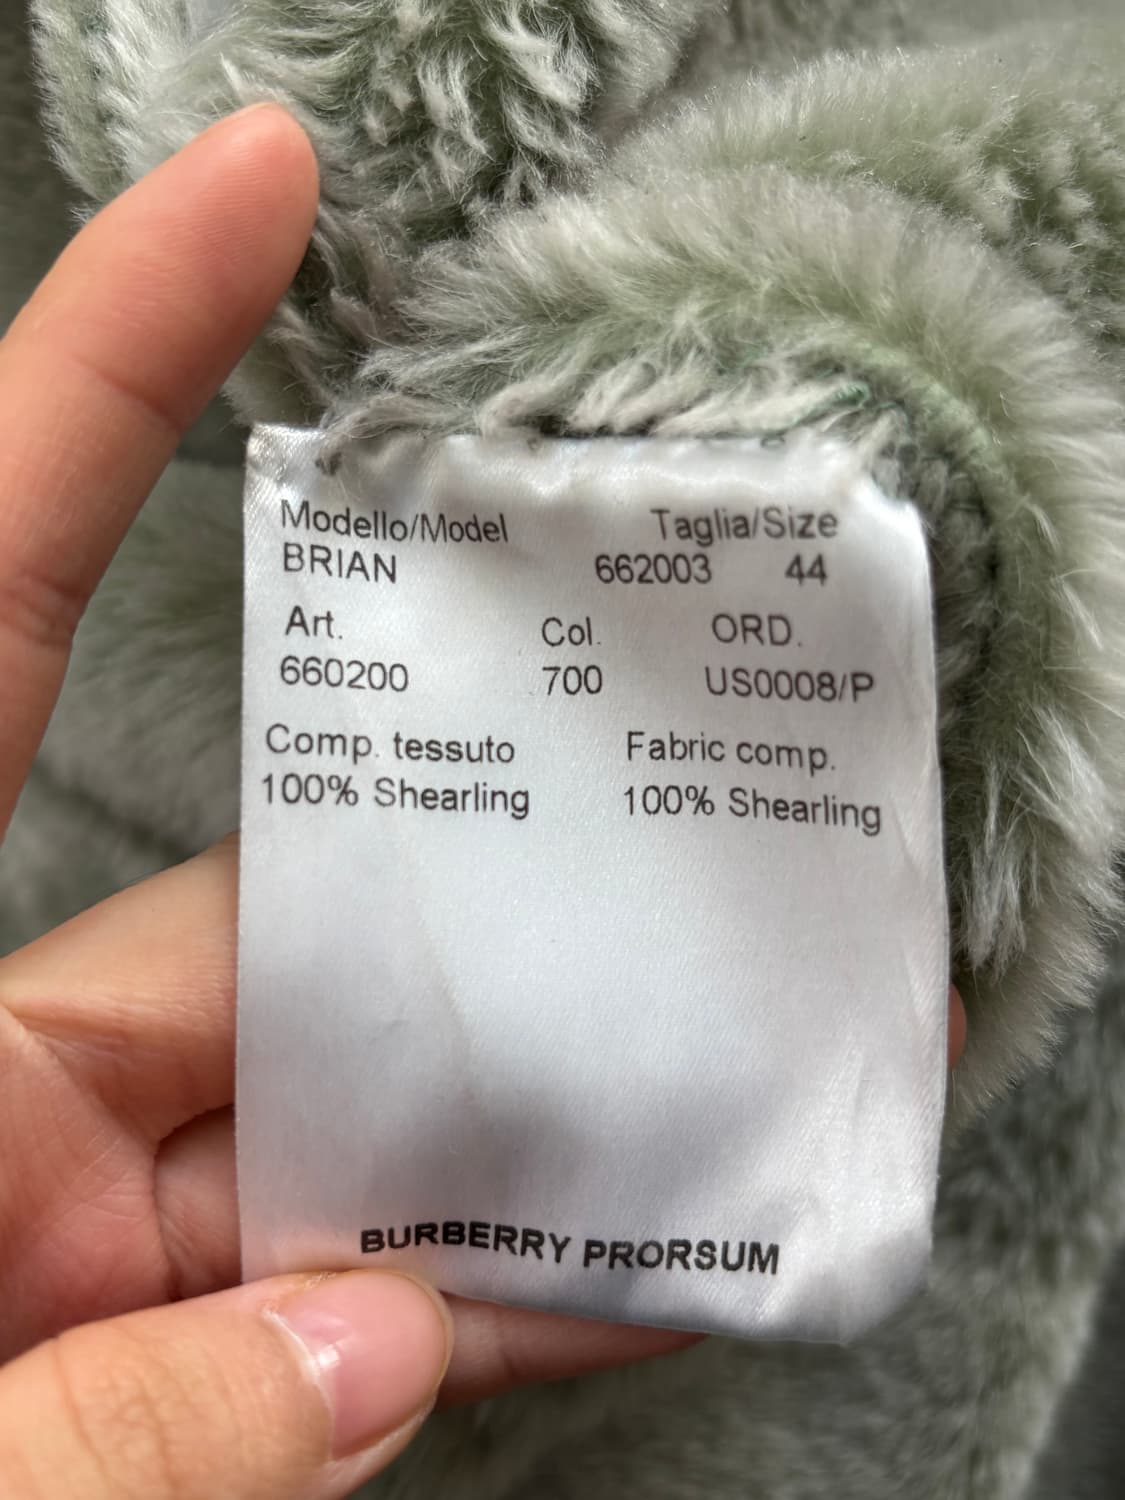 Modello/Model Taglia/Size
BRIAN 662003 44
Art. Col. ORD.
660200 700 US0008/P
Comp. tessuto Fabric comp.
100% Shearling 100% Shearling
BURBERRY PRORSUM